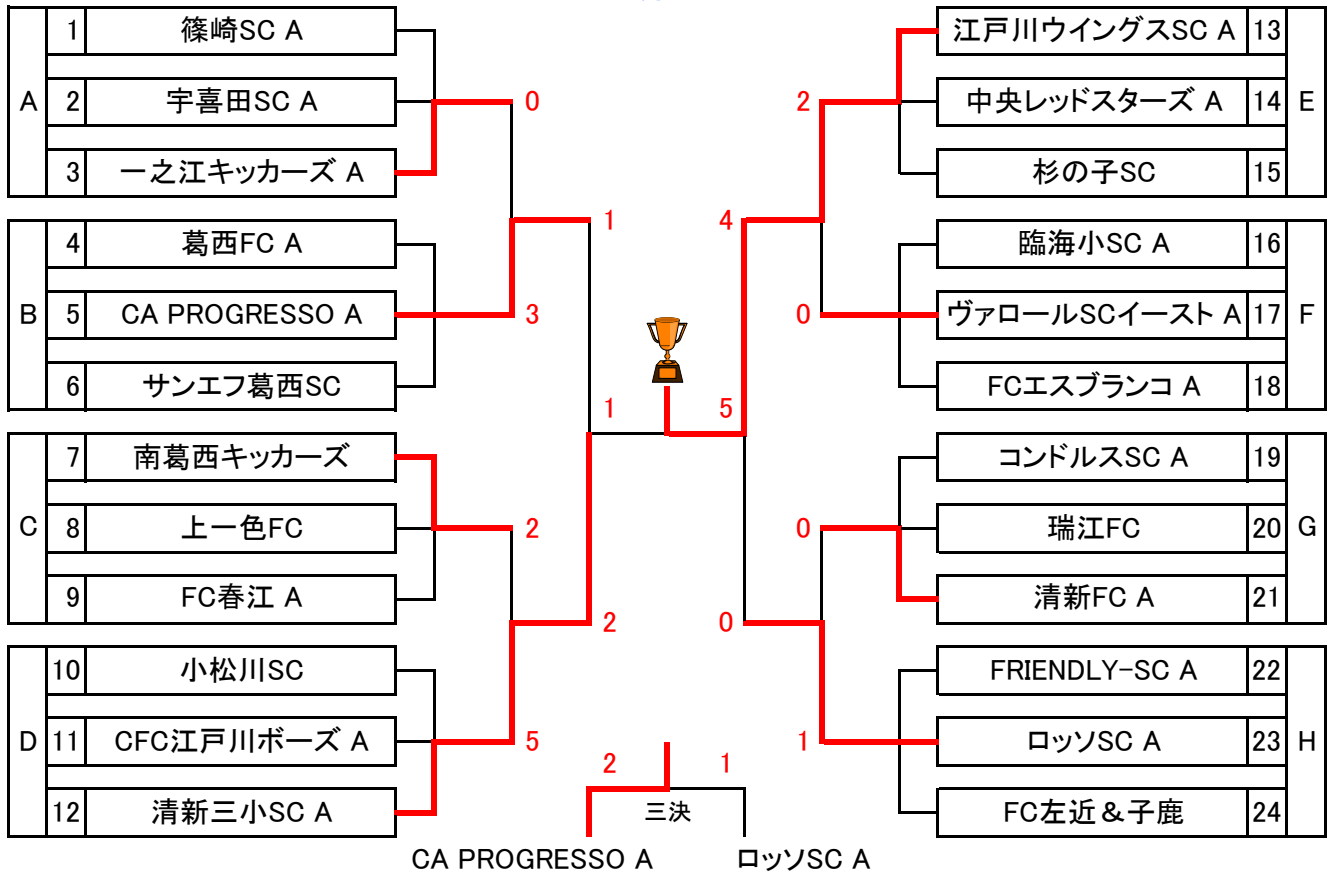 A
1 篠崎SC A
2 宇喜田SC A
3 一之江キッカーズ A
B
4 葛西FC A
5 CA PROGRESSO A
6 サンエフ葛西SC
C
7 南葛西キッカーズ
8 上一色FC
9 FC春江 A
D
10 小松川SC
11 CFC江戸川ボーズ A
12 清新三小SC A
0
3
2
5
1
2
1
5
4
0
2
0
0
1
江戸川ウイングスSC A 13
中央レッドスターズ A 14
杉の子SC 15
E
臨海小SC A 16
ヴァロールSCイースト A 17
FCエスブランコ A 18
F
コンドルスSC A 19
瑞江FC 20
清新FC A 21
G
FRIENDLY-SC A 22
ロッソSC A 23
FC左近＆子鹿 24
H
2 1
三決
CA PROGRESSO A ロッソSC A